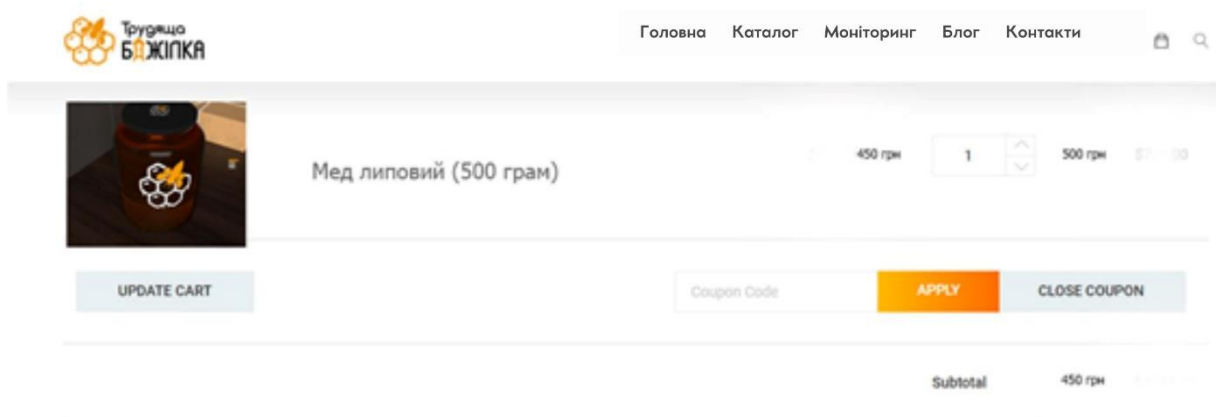 Трудяща
БДЖІЛКА
Головна Каталог Моніторинг Блог Контакти
Мед липовий (500 грам)
450 грн 1 500 грн
UPDATE CART
Coupon Code APPLY CLOSE COUPON
Subtotal 450 грн